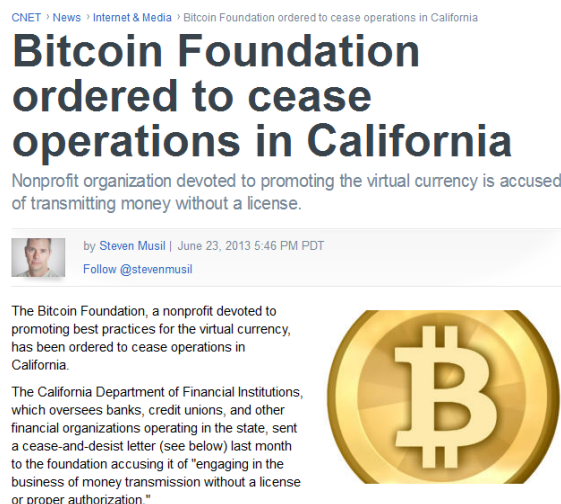 CNET › News › Internet & Media › Bitcoin Foundation ordered to cease operations in California
Bitcoin Foundation
ordered to cease
operations in California
Nonprofit organization devoted to promoting the virtual currency is accused
of transmitting money without a license.
by Steven Musil | June 23, 2013 5:46 PM PDT
Follow @stevenmusil
The Bitcoin Foundation, a nonprofit devoted to
promoting best practices for the virtual currency,
has been ordered to cease operations in
California.
The California Department of Financial Institutions,
which oversees banks, credit unions, and other
financial organizations operating in the state, sent
a cease-and-desist letter (see below) last month
to the foundation accusing it of "engaging in the
business of money transmission without a license
or proper authorization."